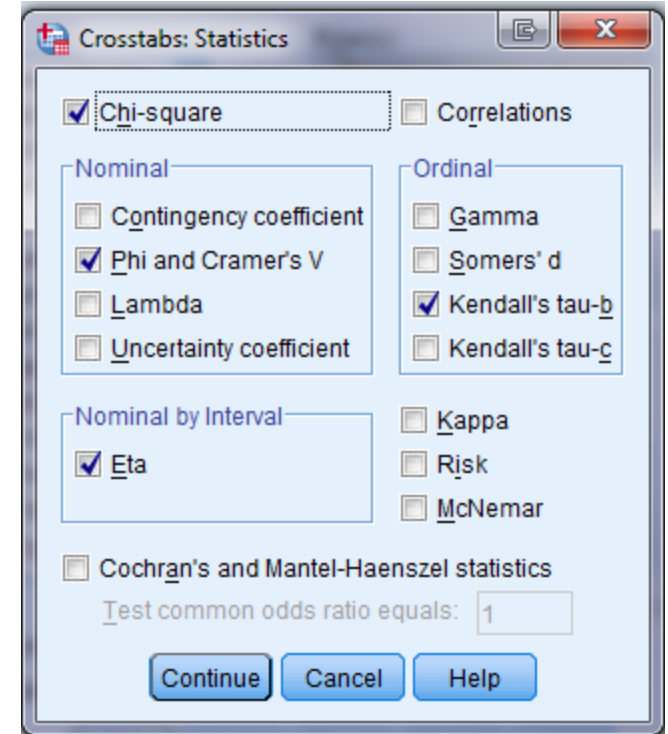 Crosstabs: Statistics
Chi-square
Correlations
Nominal
Contingency coefficient
Phi and Cramer's V
Lambda
Uncertainty coefficient
Ordinal
Gamma
Somers' d
Kendall's tau-b
Kendall's tau-c
Nominal by Interval
Eta
Kappa
Risk
McNemar
Cochran's and Mantel-Haenszel statistics
Test common odds ratio equals: 1
Continue Cancel Help